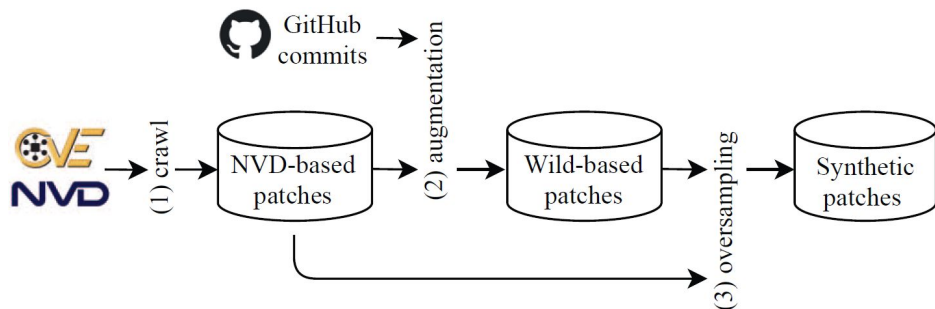 GitHub
commits
CVE
NVD
(1) crawl
NVD-based
patches
(2) augmentation
Wild-based
patches
(3) oversampling
Synthetic
patches